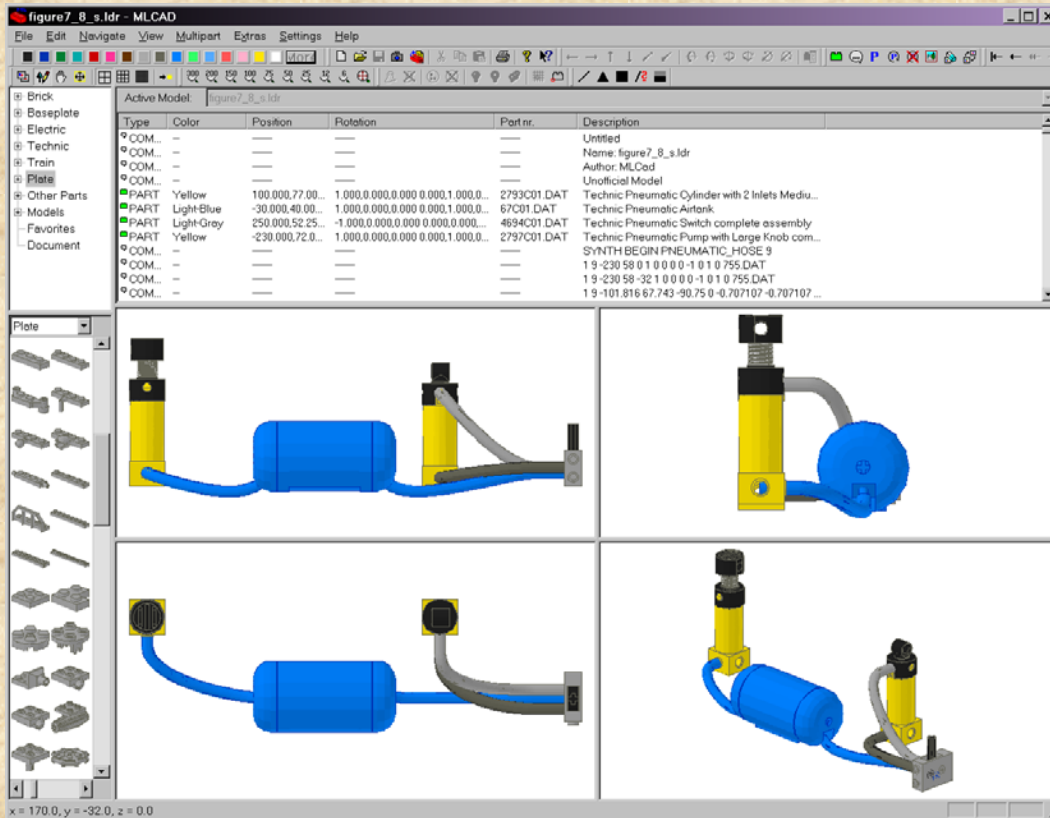 figure7_8_s.ldr - MLCAD
File Edit Navigate View Multipart Extras Settings Help
More
Brick
Baseplate
Electric
Technic
Train
Plate
Other Parts
Models
Favorites
Document
Active Model: figure7_8_s.ldr
Type Color Position Rotation Part nr. Description
COM... — —— —— —— Untitled
COM... — —— —— —— Name: figure7_8_s.ldr
COM... — —— —— —— Author: MLCad
COM... — —— —— —— Unofficial Model
PART Yellow 100.000,77.00... 1.000,0.000,0.000 0.000,1.000,0... 2793C01.DAT Technic Pneumatic Cylinder with 2 Inlets Mediu...
PART Light-Blue -30.000,40.00... 1.000,0.000,0.000 0.000,1.000,0... 67C01.DAT Technic Pneumatic Airtank
PART Light-Gray 250.000,52.25... -1.000,0.000,0.000 0.000,0.000,... 4694C01.DAT Technic Pneumatic Switch complete assembly
PART Yellow -230.000,72.0... 1.000,0.000,0.000 0.000,1.000,0... 2797C01.DAT Technic Pneumatic Pump with Large Knob com...
COM... — —— —— —— SYNTH BEGIN PNEUMATIC_HOSE 9
COM... — —— —— —— 1 9 -230 58 0 1 0 0 0 0 -1 0 1 0 755.DAT
COM... — —— —— —— 1 9 -230 58 -32 1 0 0 0 0 -1 0 1 0 755.DAT
COM... — —— —— —— 1 9 -101.816 67.743 -90.75 0 -0.707107 -0.707107 ...
Plate
x = 170.0, y = -32.0, z = 0.0